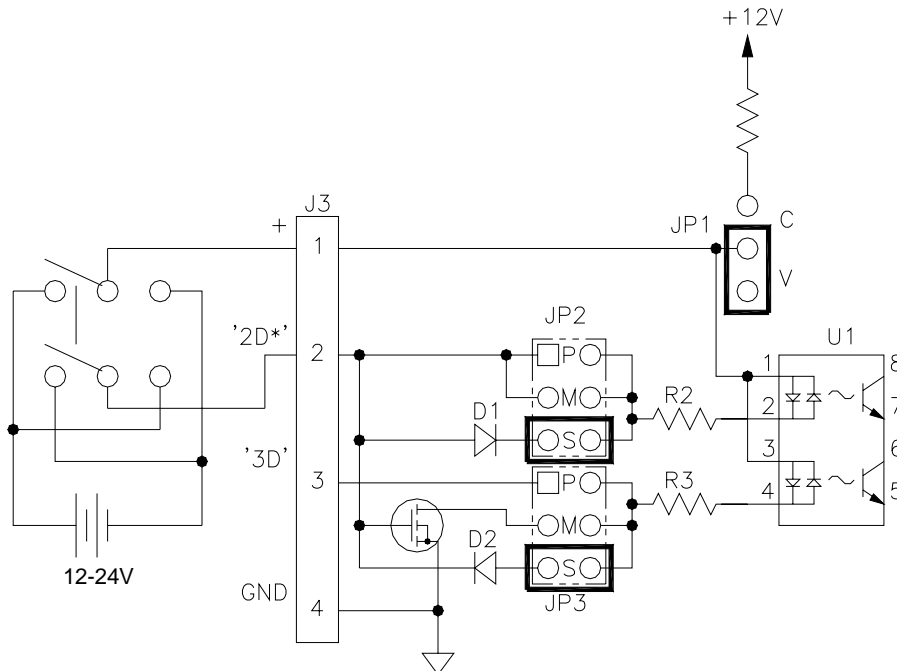 +12V
J3
+
JP1
C
V
1
'2D*'
2
JP2
P
M
S
D1
R2
U1
1
2
3
4
8
7
6
5
'3D'
3
P
M
S
D2
R3
JP3
12-24V
GND
4